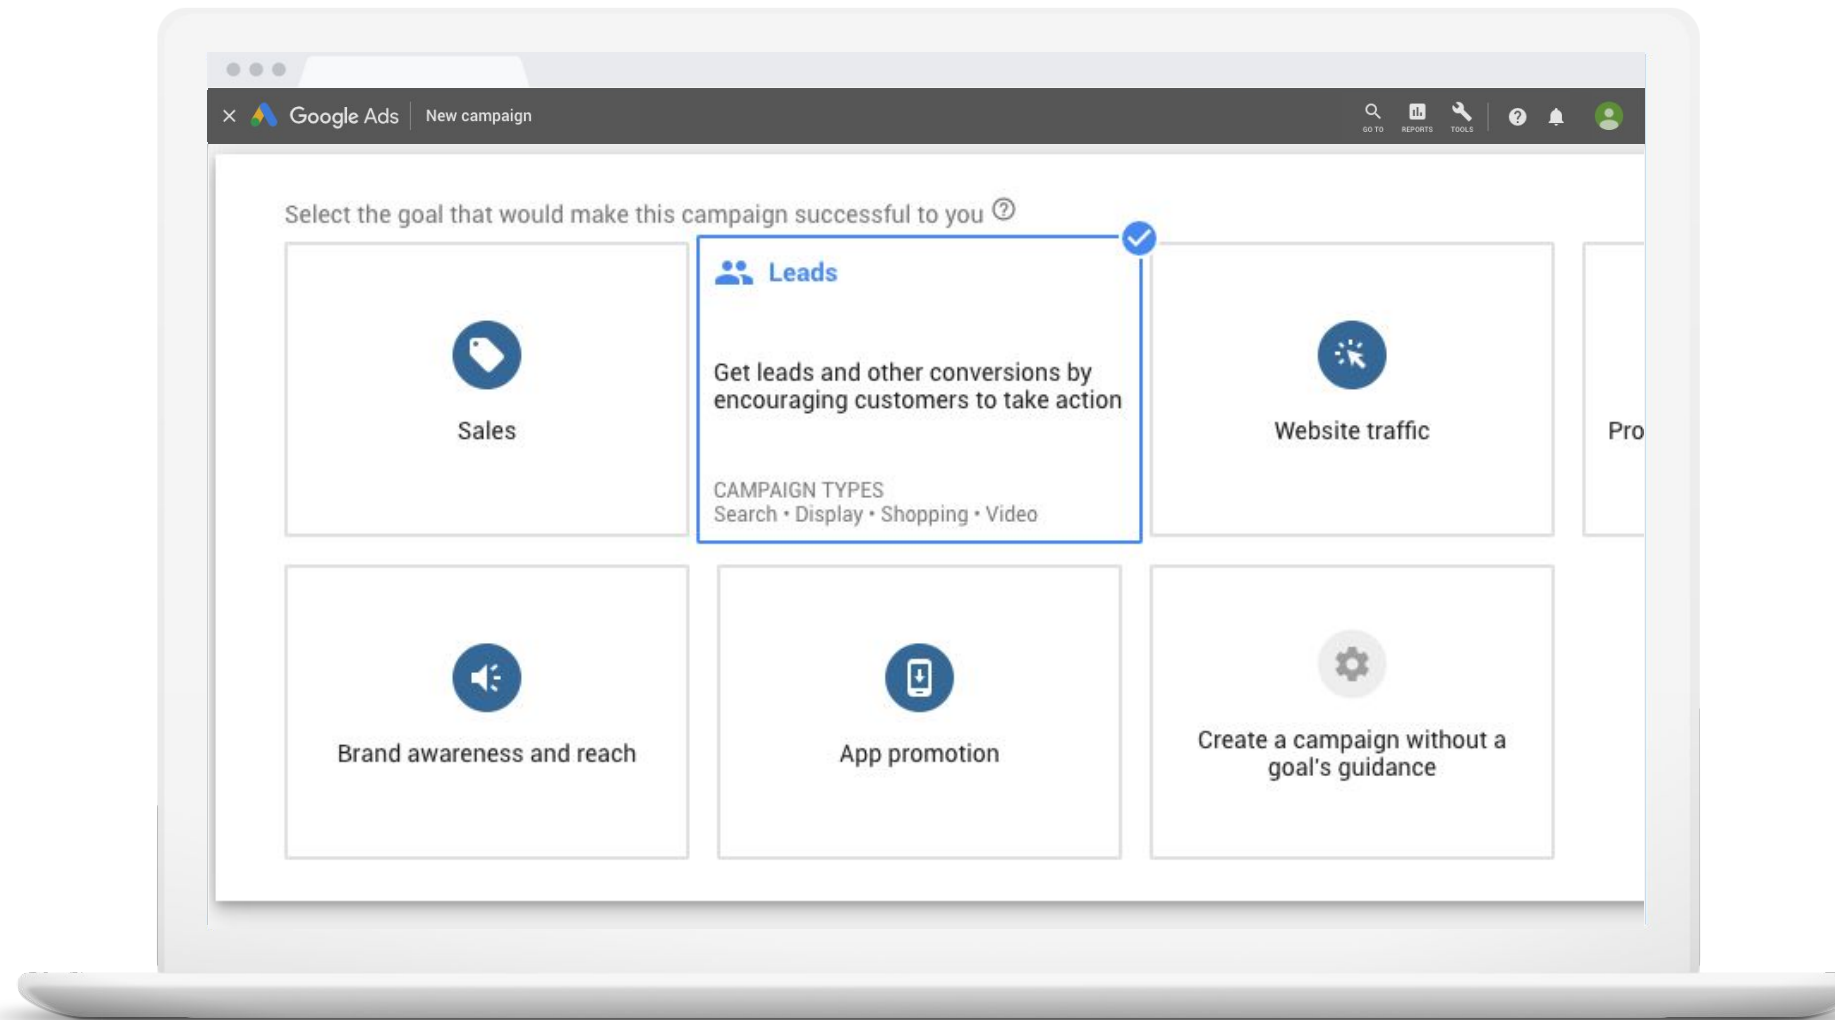 Google Ads
New campaign
GO TO
REPORTS
TOOLS
Select the goal that would make this campaign successful to you
Sales
Leads
Get leads and other conversions by
encouraging customers to take action
CAMPAIGN TYPES
Search • Display • Shopping • Video
Website traffic
Pro
Brand awareness and reach
App promotion
Create a campaign without a
goal's guidance